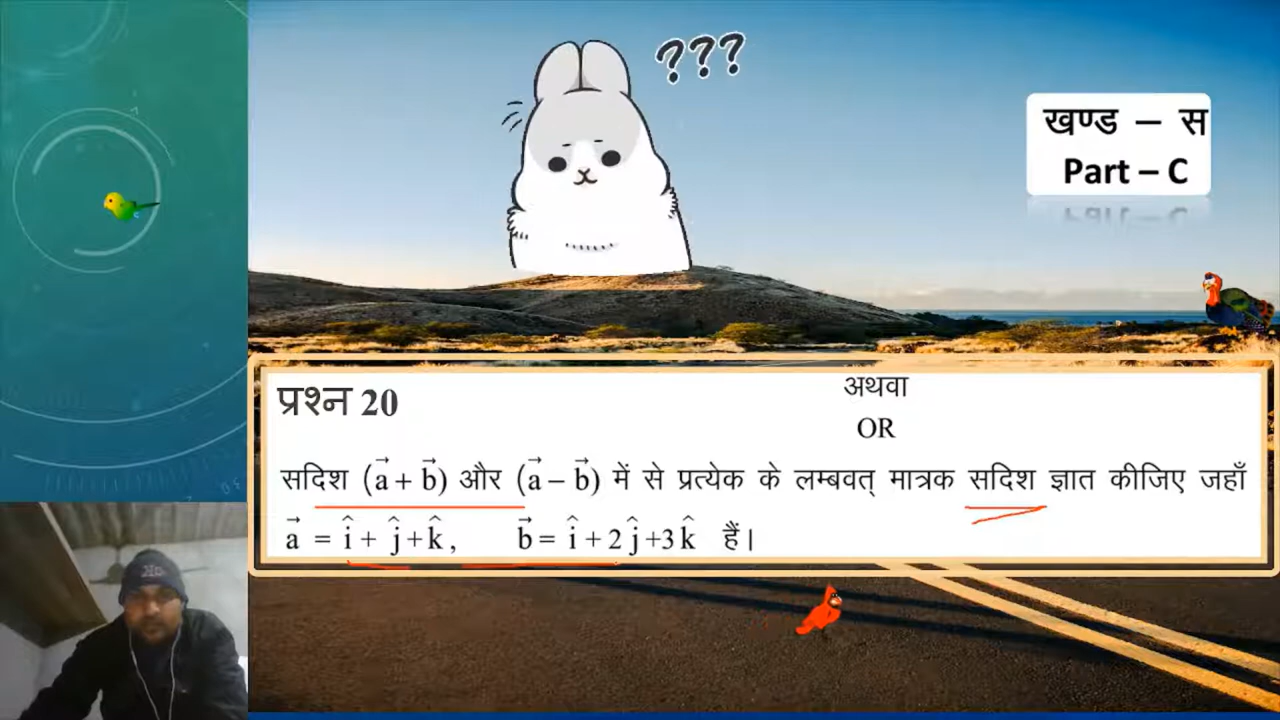 ???
खण्ड – स
Part – C
प्रश्न 20
अथवा
OR
सदिश (a⃗ + b⃗) और (a⃗ – b⃗) में से प्रत्येक के लम्बवत् मात्रक सदिश ज्ञात कीजिए जहाँ
a⃗ = î + ĵ + k̂, b⃗ = î + 2ĵ +3k̂ हैं।